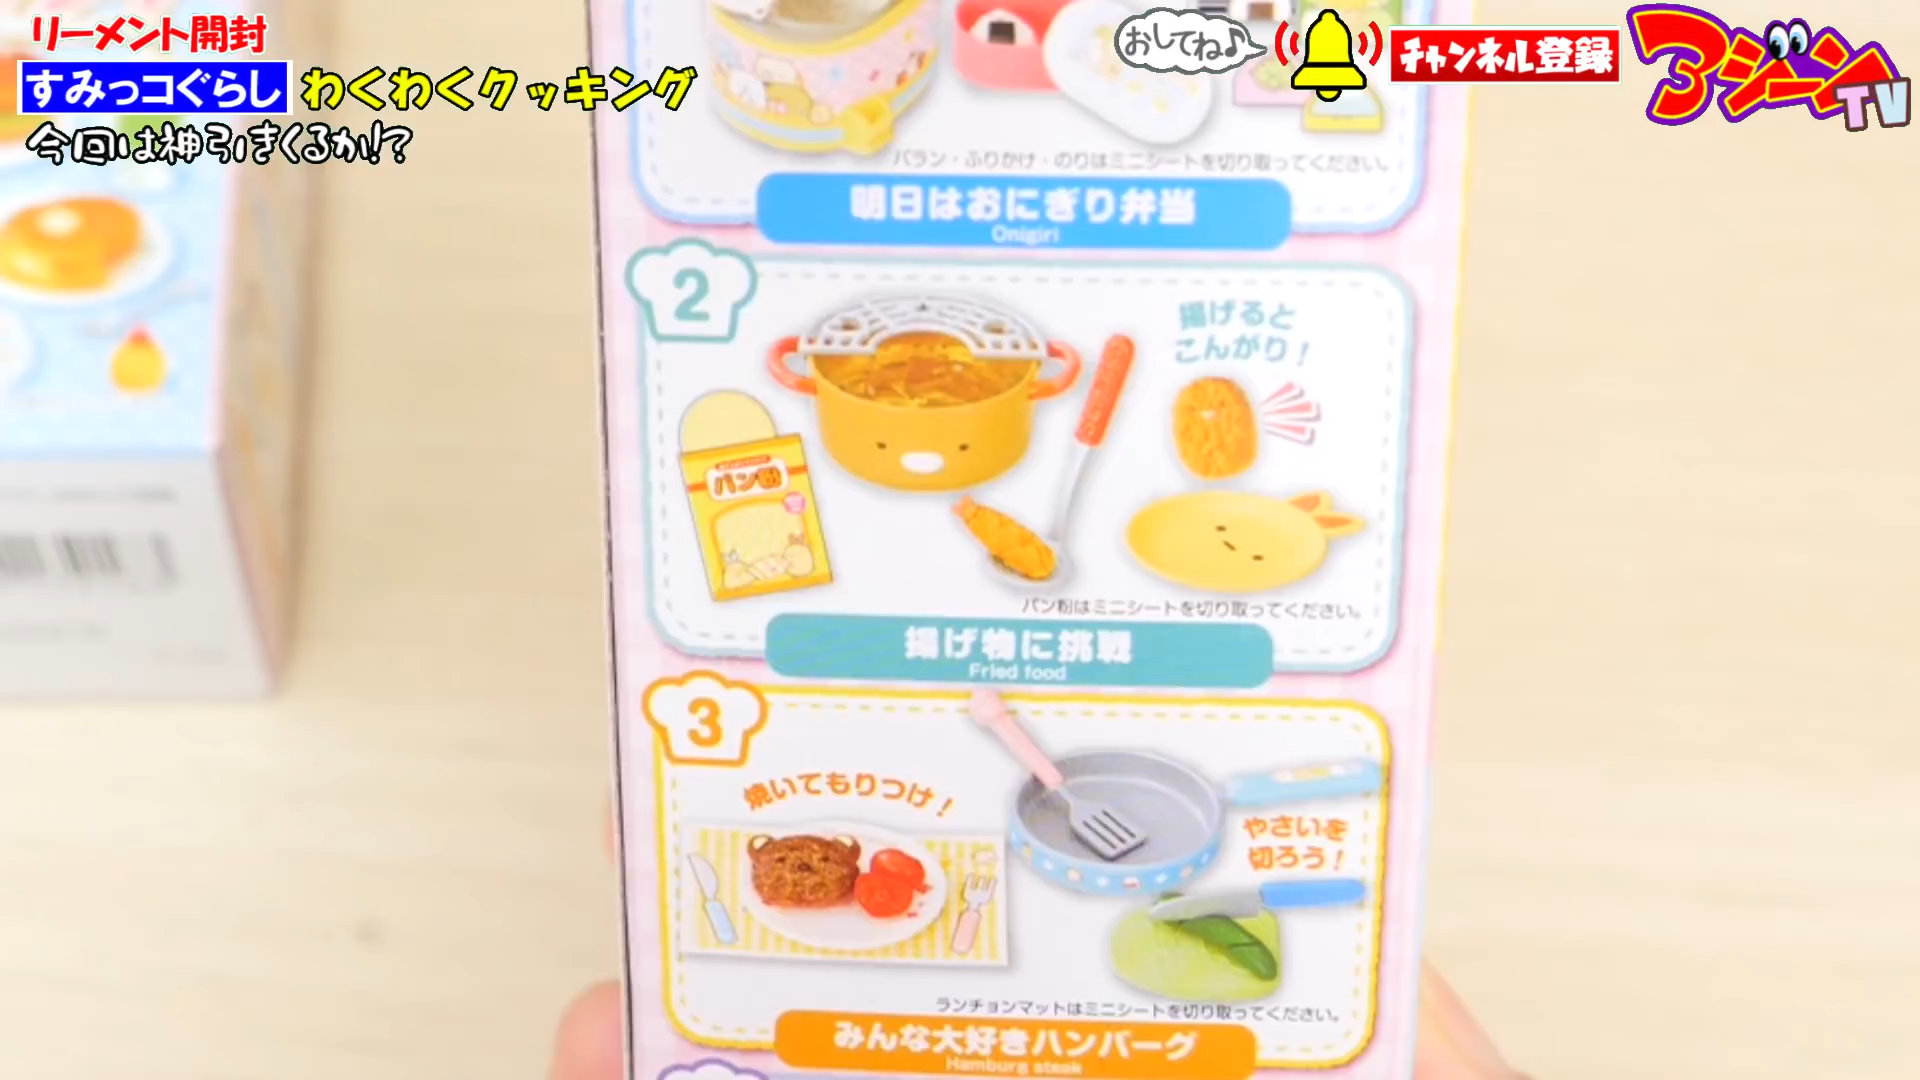 リーメント開封
すみっコぐらし わくわくクッキング
今回は神引きくるか!?
おしてね♪
チャンネル登録
3ジーンTV
バラン・ふりかけ・のりはミニシートを切り取ってください。
明日はおにぎり弁当
Onigiri
2
揚げると
こんがり!
パン粉
パン粉はミニシートを切り取ってください。
揚げ物に挑戦
Fried food
3
焼いてもりつけ!
やさいを
切ろう!
ランチョンマットはミニシートを切り取ってください。
みんな大好きハンバーグ
Hamburg steak